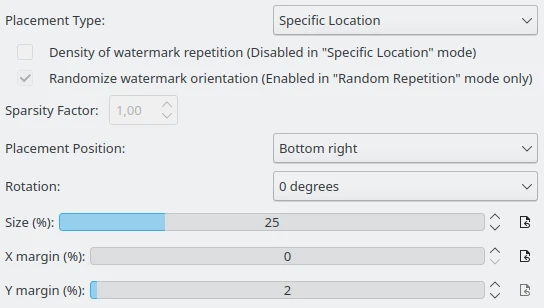 Placement Type: Specific Location
Density of watermark repetition (Disabled in "Specific Location" mode)
Randomize watermark orientation (Enabled in "Random Repetition" mode only)
Sparsity Factor: 1,00
Placement Position: Bottom right
Rotation: 0 degrees
Size (%): 25
X margin (%): 0
Y margin (%): 2